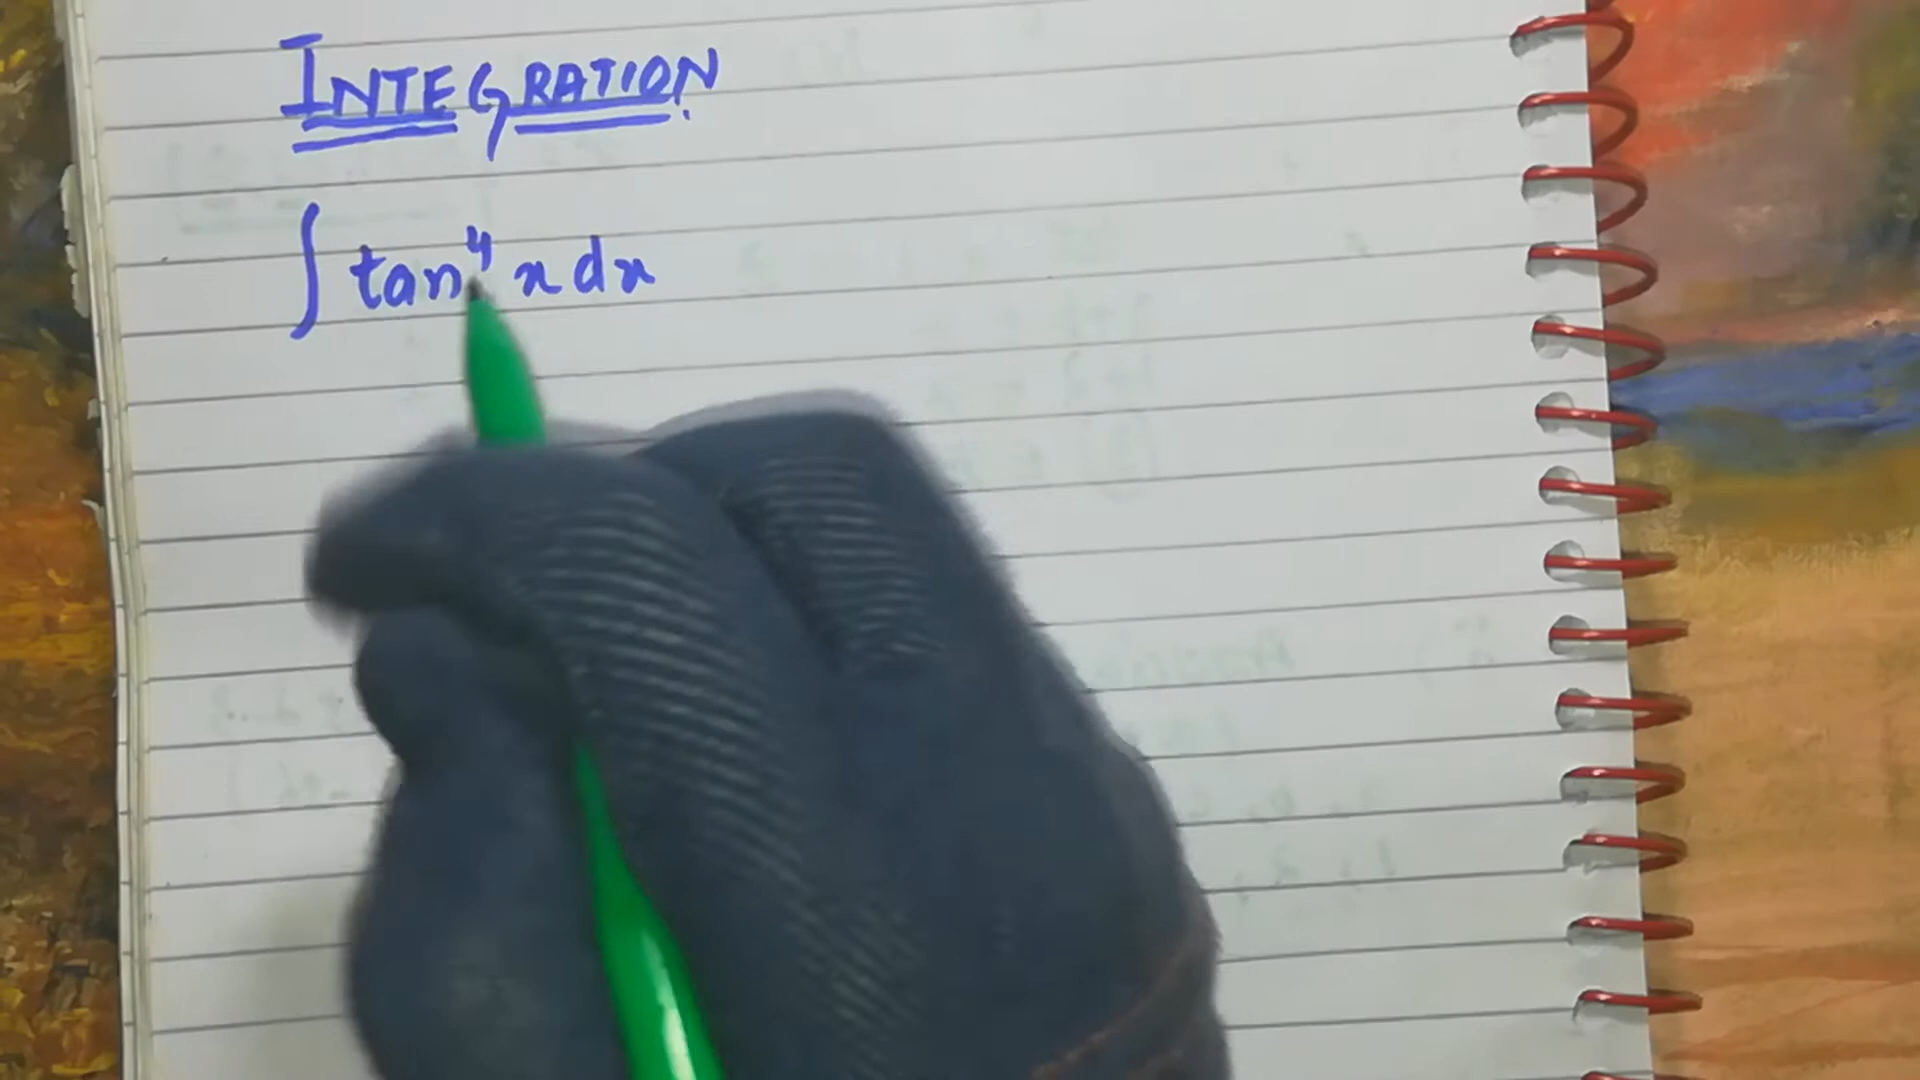 INTEGRATION
∫ tan⁴ x dx